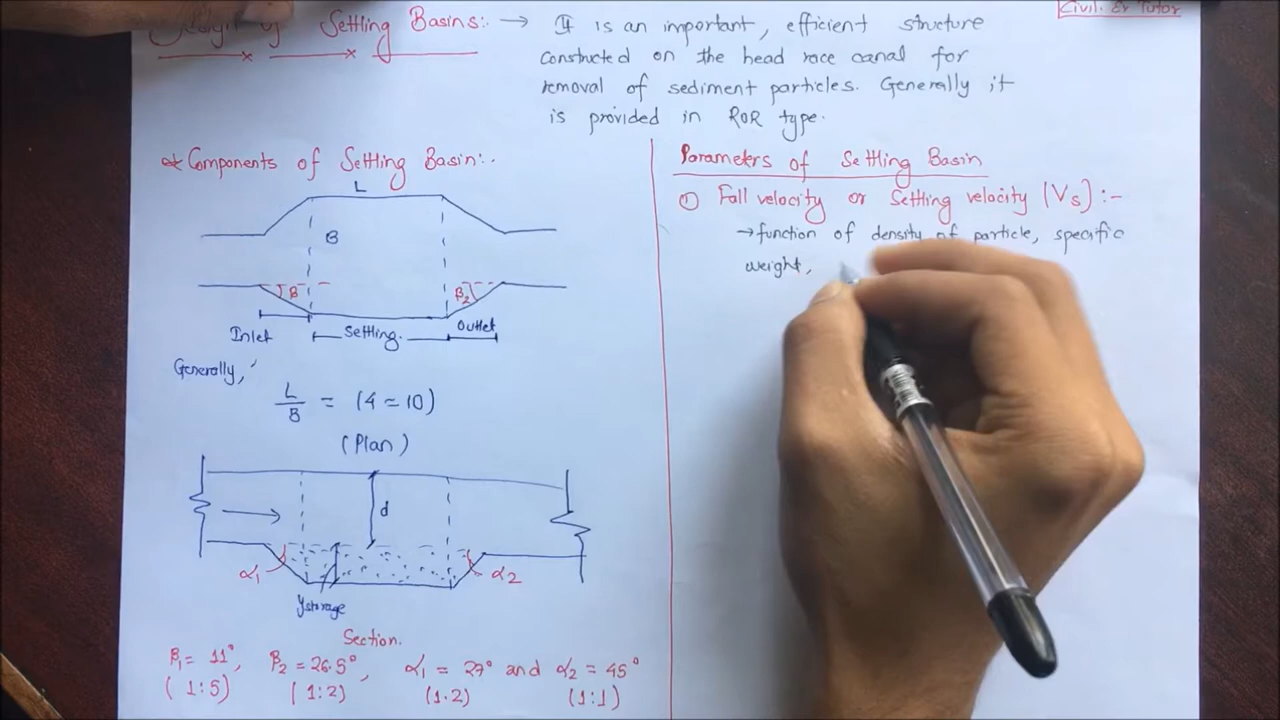 Design of Settling Basins:- → It is an important, efficient structure
constructed on the head race canal for
removal of sediment particles. Generally it
is provided in ROR type.
Civil Er Tutor
* Components of Settling Basin:-
L
B
B
β2
Inlet
Settling.
Outlet
Generally,
L/B = (4 ≃ 10)
(Plan)
d
α1
α2
Ystorage
Section.
β1 = 11°, β2 = 26.5°, α1 = 27° and α2 = 45°
(1:5) (1:2) (1.2) (1:1)
Parameters of Settling Basin
① Fall velocity or Settling velocity (Vs) :-
→ function of density of particle, specific
weight,